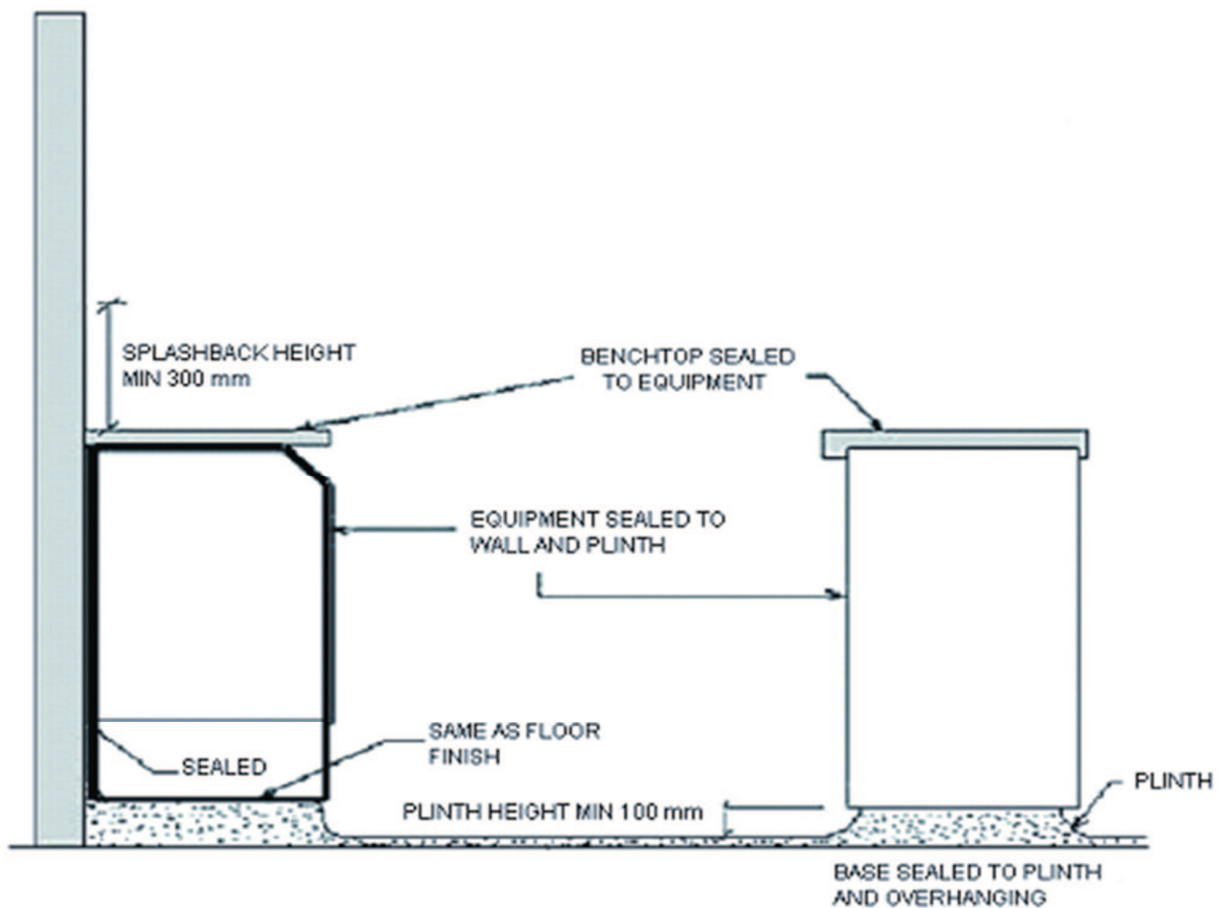 SPLASHBACK HEIGHT
MIN 300 mm
BENCHTOP SEALED
TO EQUIPMENT
EQUIPMENT SEALED TO
WALL AND PLINTH
SAME AS FLOOR
FINISH
SEALED
PLINTH HEIGHT MIN 100 mm
PLINTH
BASE SEALED TO PLINTH
AND OVERHANGING